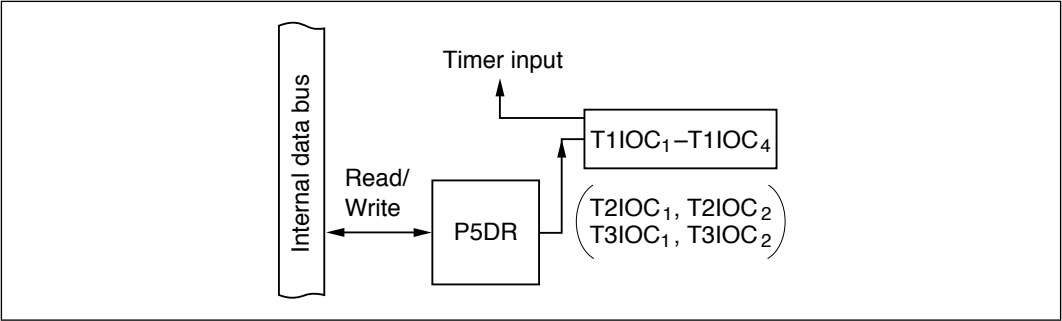 Timer input
Internal data bus
T1IOC₁–T1IOC₄
Read/
Write
P5DR
T2IOC₁, T2IOC₂
T3IOC₁, T3IOC₂